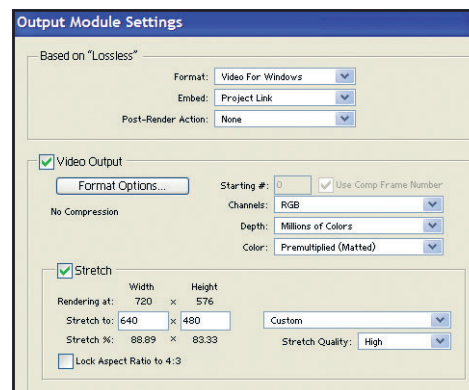 Output Module Settings
Based on "Lossless"
Format: Video For Windows
Embed: Project Link
Post-Render Action: None
Video Output
Format Options... Starting #: 0 Use Comp Frame Number
No Compression Channels: RGB
Depth: Millions of Colors
Color: Premultiplied (Matted)
Stretch
Width Height
Rendering at: 720 × 576
Stretch to: 640 × 480 Custom
Stretch %: 88.89 × 83.33 Stretch Quality: High
Lock Aspect Ratio to 4:3